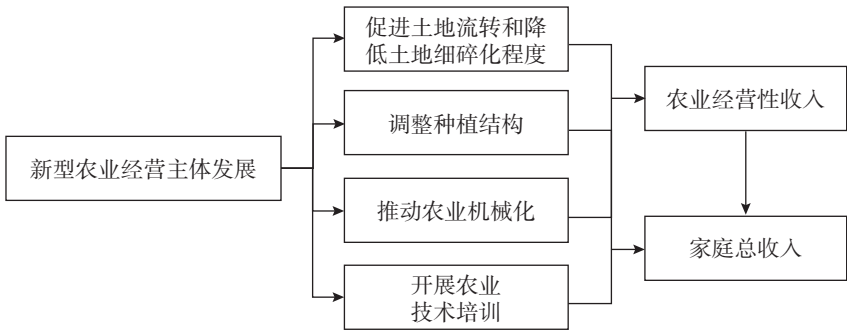 新型农业经营主体发展
促进土地流转和降
低土地细碎化程度
调整种植结构
推动农业机械化
开展农业
技术培训
农业经营性收入
家庭总收入